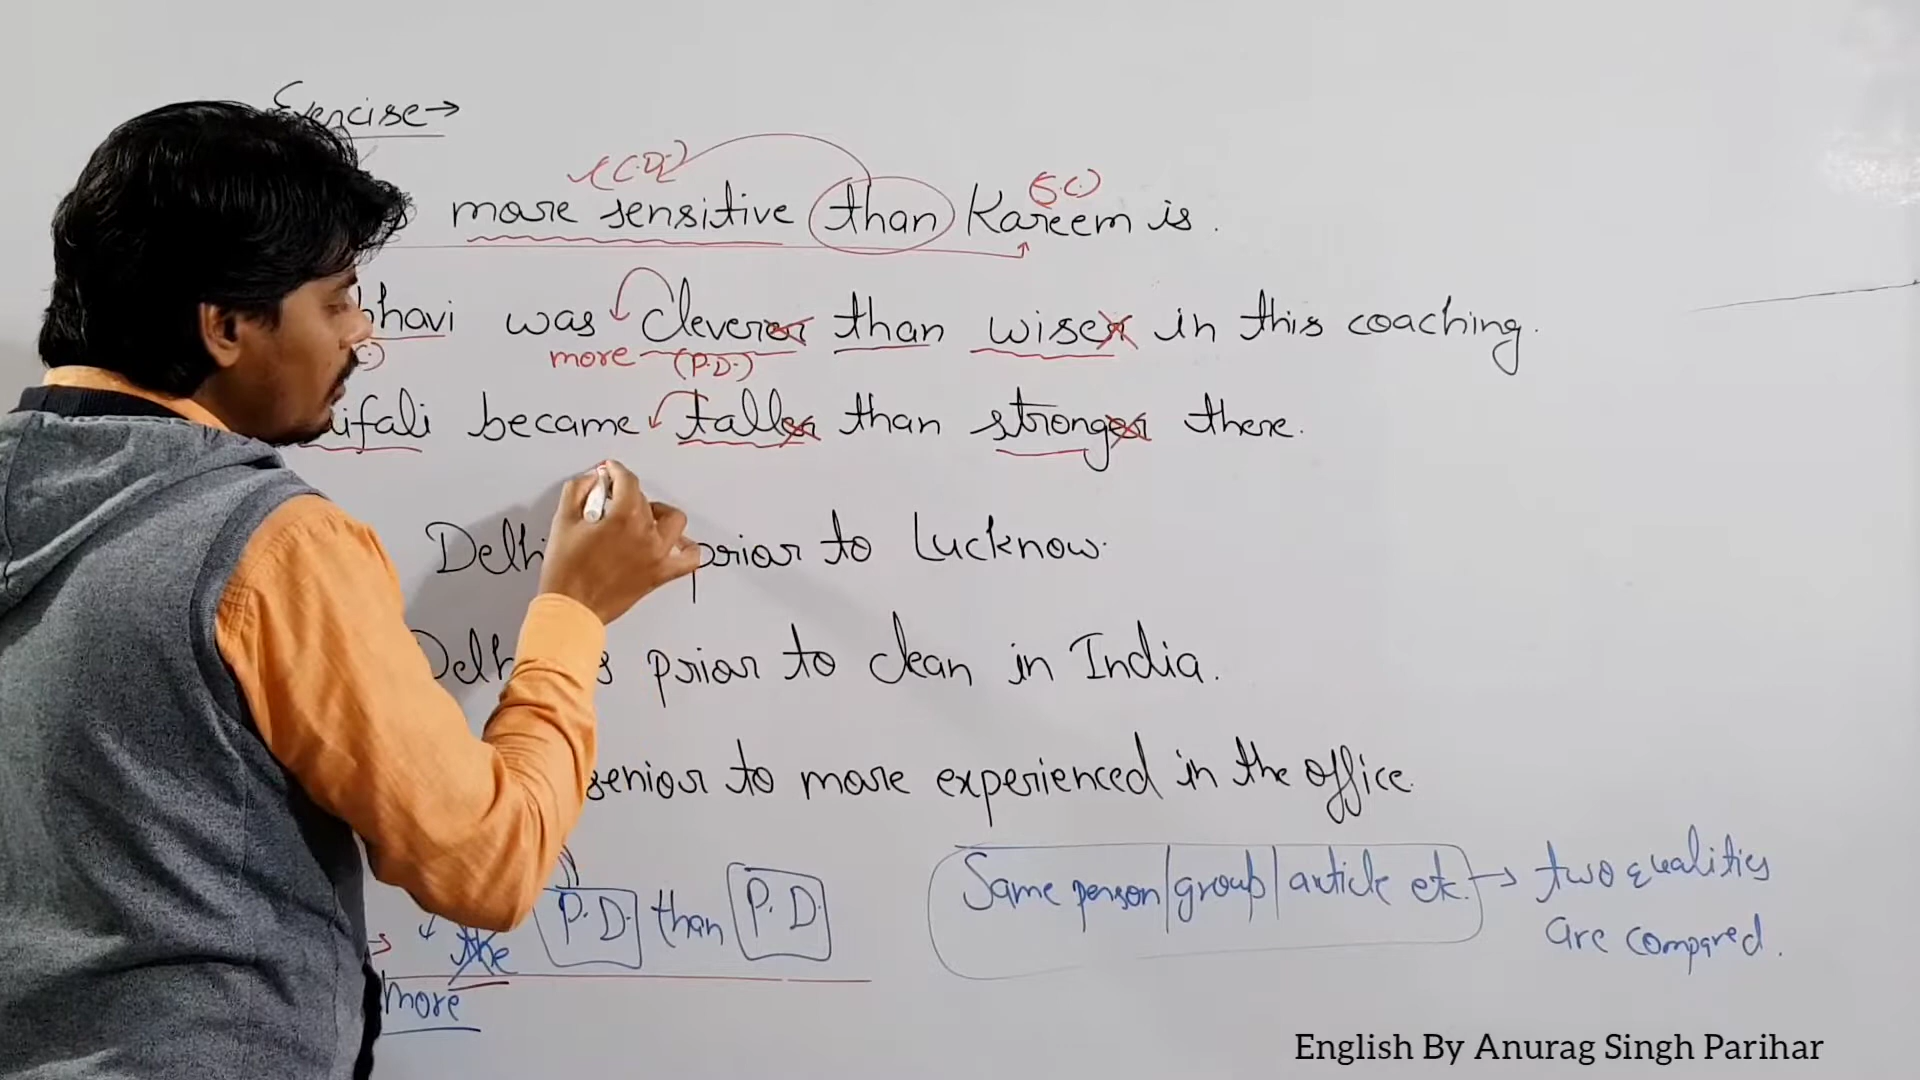 Exercise→
(C.D.) (S.C.)
more sensitive than Kareem is.
bhavi was cleverer than wiser in this coaching.
more (P.D.)
ifali became taller than stronger there.
Delhi prior to Lucknow.
Delh s prior to clean in India.
senior to more experienced in the office.
the P.D. than P.D.
more
Same person/group/article etc. → two qualities
are compared.
English By Anurag Singh Parihar